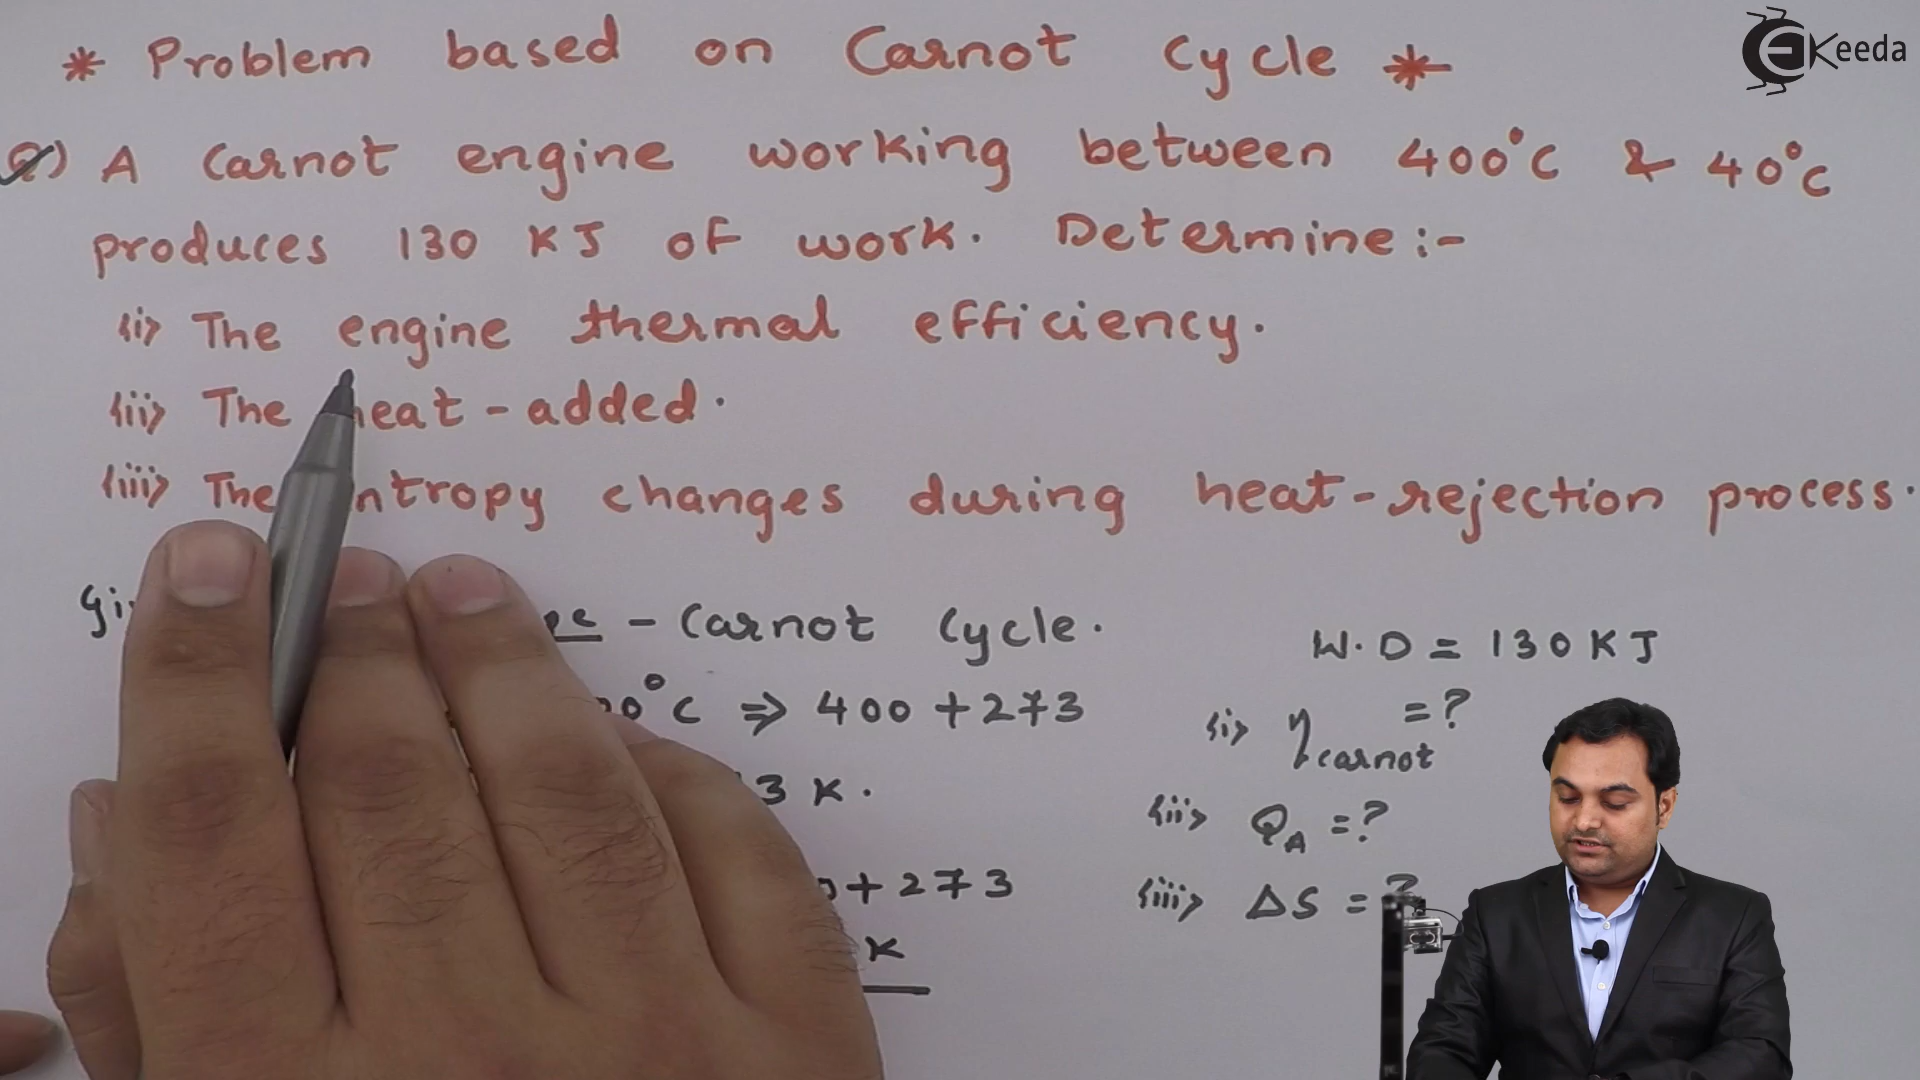 * Problem based on Carnot Cycle *
EKeeda
Q) A Carnot engine working between 400°C & 40°C
produces 130 KJ of work. Determine:-
(i) The engine thermal efficiency.
(ii) The heat-added.
(iii) The entropy changes during heat-rejection process.
- Carnot Cycle.
W.D = 130 KJ
°C ⇒ 400 + 273
(i) η carnot = ?
3 K.
(ii) QA = ?
+ 273
(iii) ΔS = ?
K